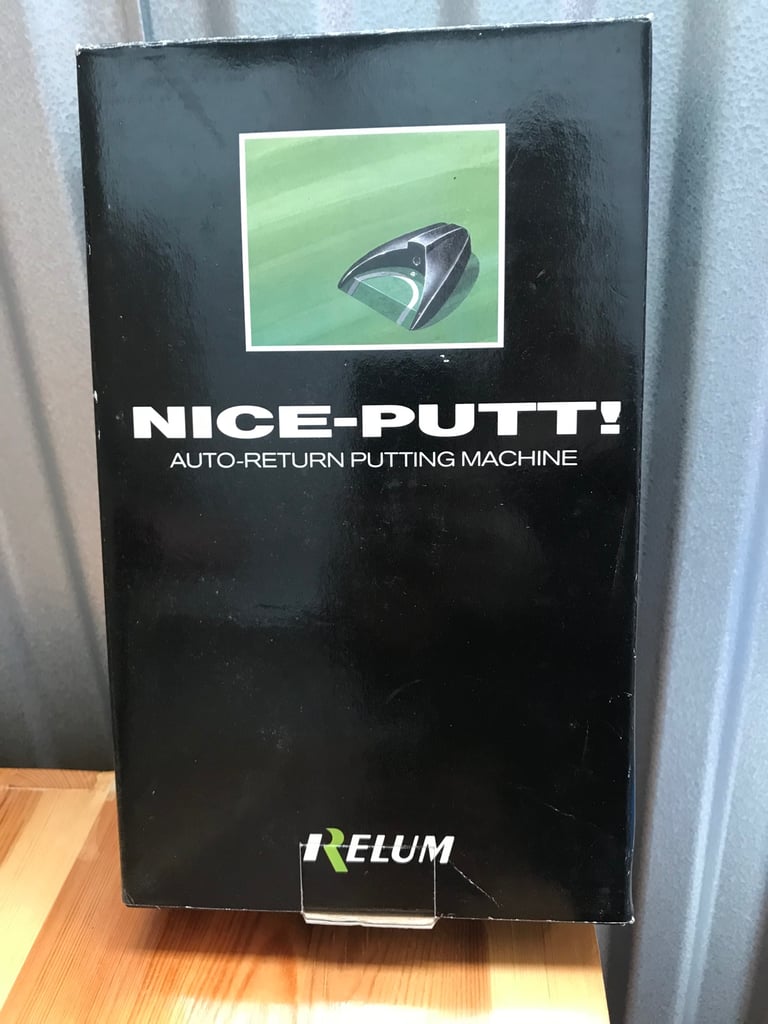 NICE-PUTT!
AUTO-RETURN PUTTING MACHINE
RELUM